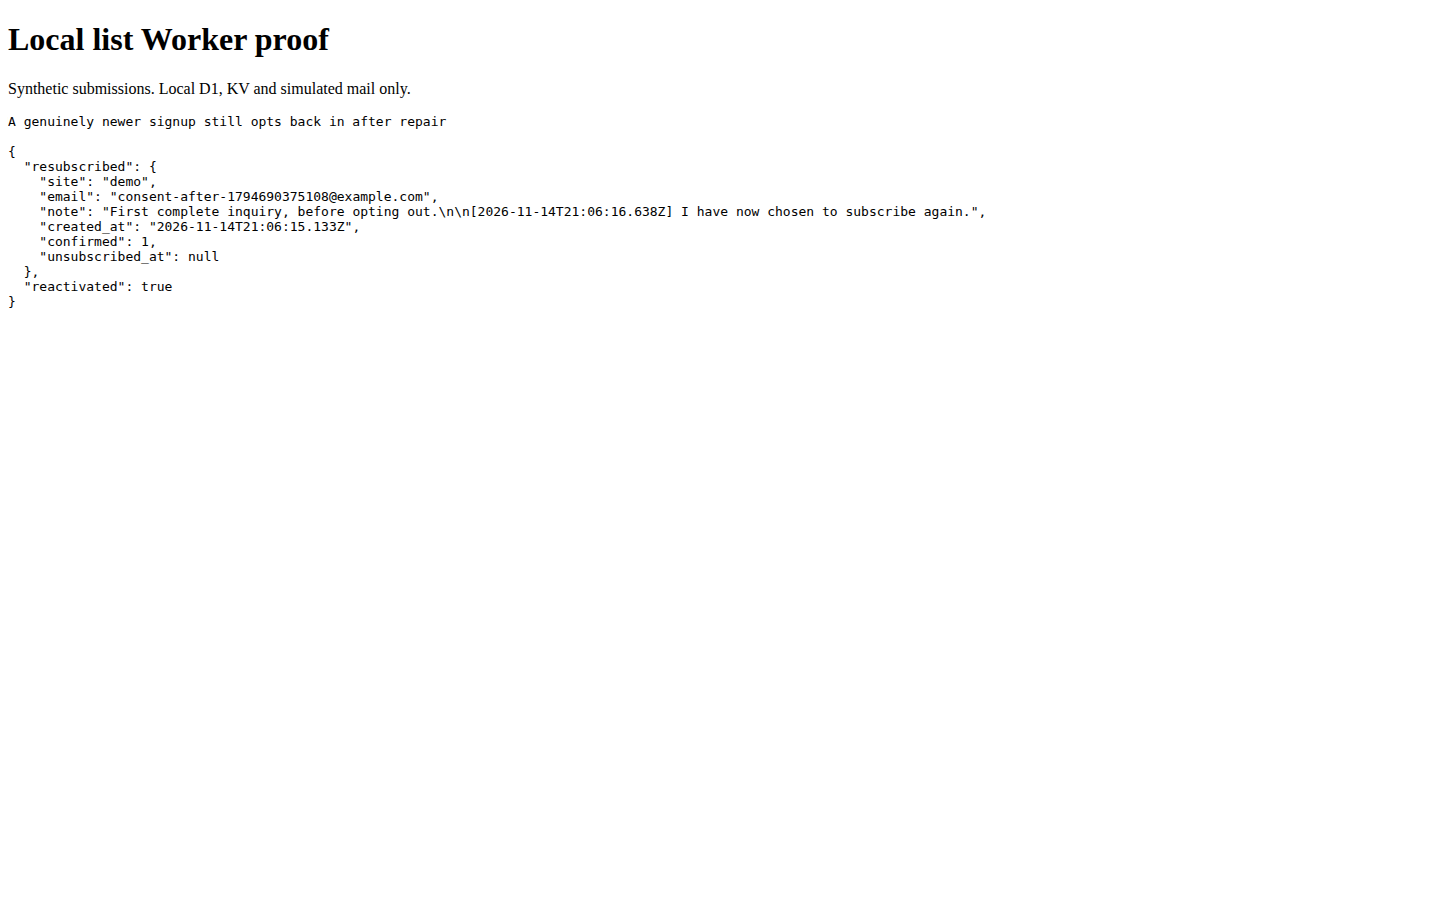 Local list Worker proof
Synthetic submissions. Local D1, KV and simulated mail only.
A genuinely newer signup still opts back in after repair
{
  "resubscribed": {
    "site": "demo",
    "email": "consent-after-1794690375108@example.com",
    "note": "First complete inquiry, before opting out.\n\n[2026-11-14T21:06:16.638Z] I have now chosen to subscribe again.",
    "created_at": "2026-11-14T21:06:15.133Z",
    "confirmed": 1,
    "unsubscribed_at": null
  },
  "reactivated": true
}